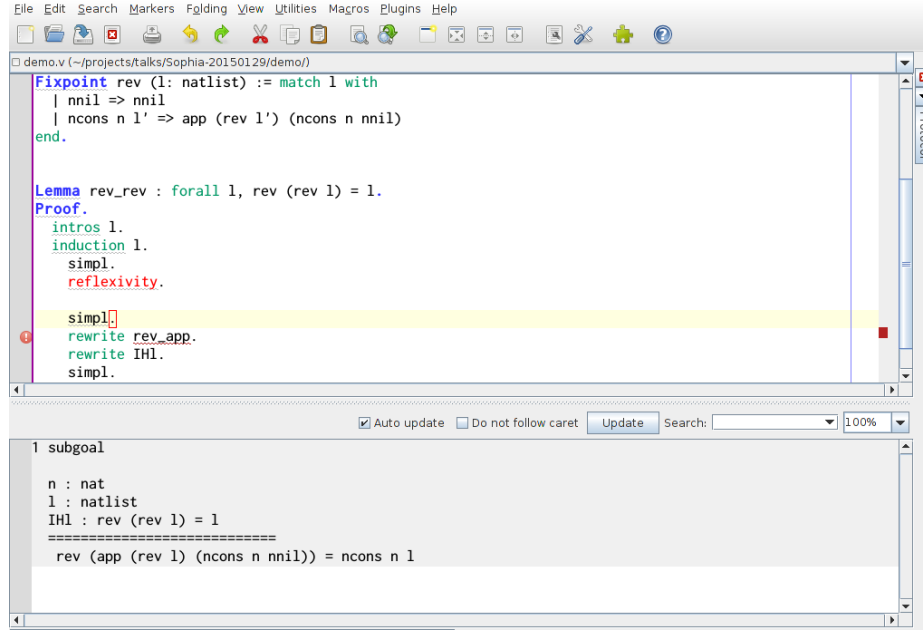 File Edit Search Markers Folding View Utilities Macros Plugins Help
demo.v (~/projects/talks/Sophia-20150129/demo/)
Fixpoint rev (l: natlist) := match l with
| nnil => nnil
| ncons n l' => app (rev l') (ncons n nnil)
end.
Lemma rev_rev : forall l, rev (rev l) = l.
Proof.
intros l.
induction l.
simpl.
reflexivity.
simpl.
rewrite rev_app.
rewrite IHl.
simpl.
Auto update Do not follow caret Update Search: 100%
1 subgoal
n : nat
l : natlist
IHl : rev (rev l) = l
============================
rev (app (rev l) (ncons n nnil)) = ncons n l